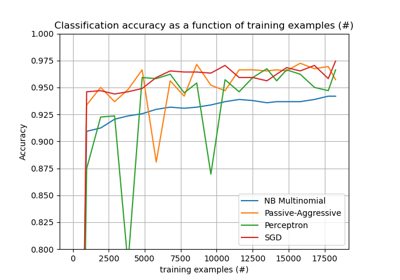 Classification accuracy as a function of training examples (#)
1.000
0.975
0.950
0.925
0.900
0.875
0.850
0.825
0.800
Accuracy
NB Multinomial
Passive-Aggressive
Perceptron
SGD
0 2500 5000 7500 10000 12500 15000 17500
training examples (#)